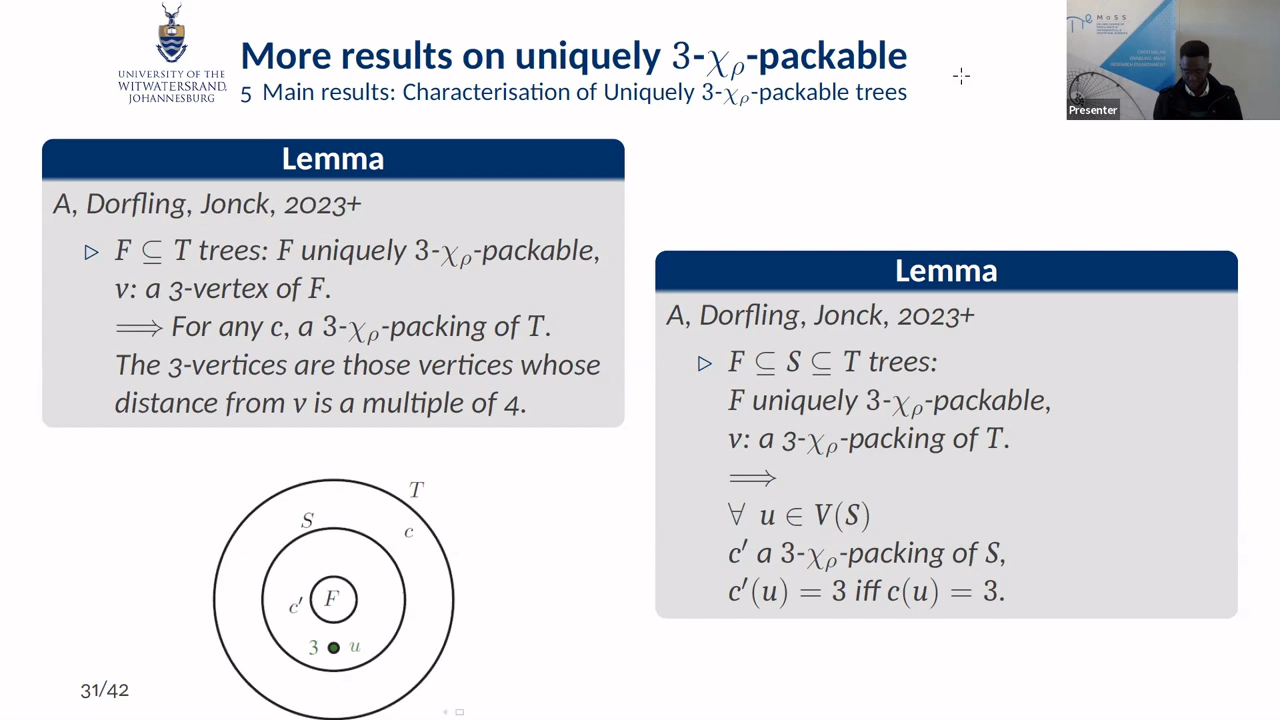 UNIVERSITY OF THE
WITWATERSRAND,
JOHANNESBURG
More results on uniquely 3-χρ-packable
5 Main results: Characterisation of Uniquely 3-χρ-packable trees
MaSS
Presenter
Lemma
A, Dorfling, Jonck, 2023+
▷ F ⊆ T trees: F uniquely 3-χρ-packable,
v: a 3-vertex of F.
⟹ For any c, a 3-χρ-packing of T.
The 3-vertices are those vertices whose
distance from v is a multiple of 4.
Lemma
A, Dorfling, Jonck, 2023+
▷ F ⊆ S ⊆ T trees:
F uniquely 3-χρ-packable,
v: a 3-χρ-packing of T.
⟹
∀ u ∈ V(S)
c′ a 3-χρ-packing of S,
c′(u) = 3 iff c(u) = 3.
T
S
c
c′ F
3 u
31/42